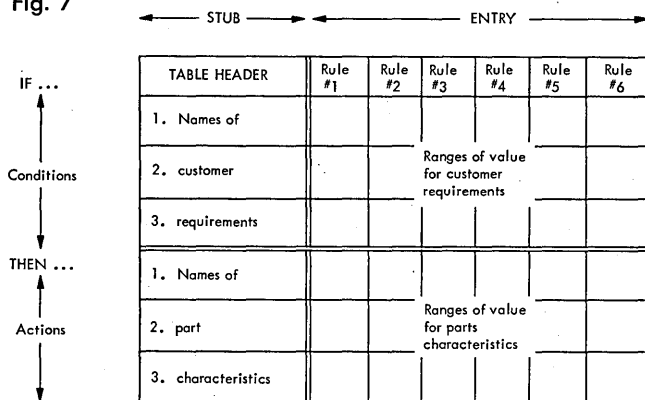 Fig. 7
STUB ENTRY
TABLE HEADER Rule #1 Rule #2 Rule #3 Rule #4 Rule #5 Rule #6
IF ...
1. Names of
Conditions
2. customer
Ranges of value
for customer
requirements
3. requirements
THEN ...
1. Names of
Actions
2. part
Ranges of value
for parts
characteristics
3. characteristics